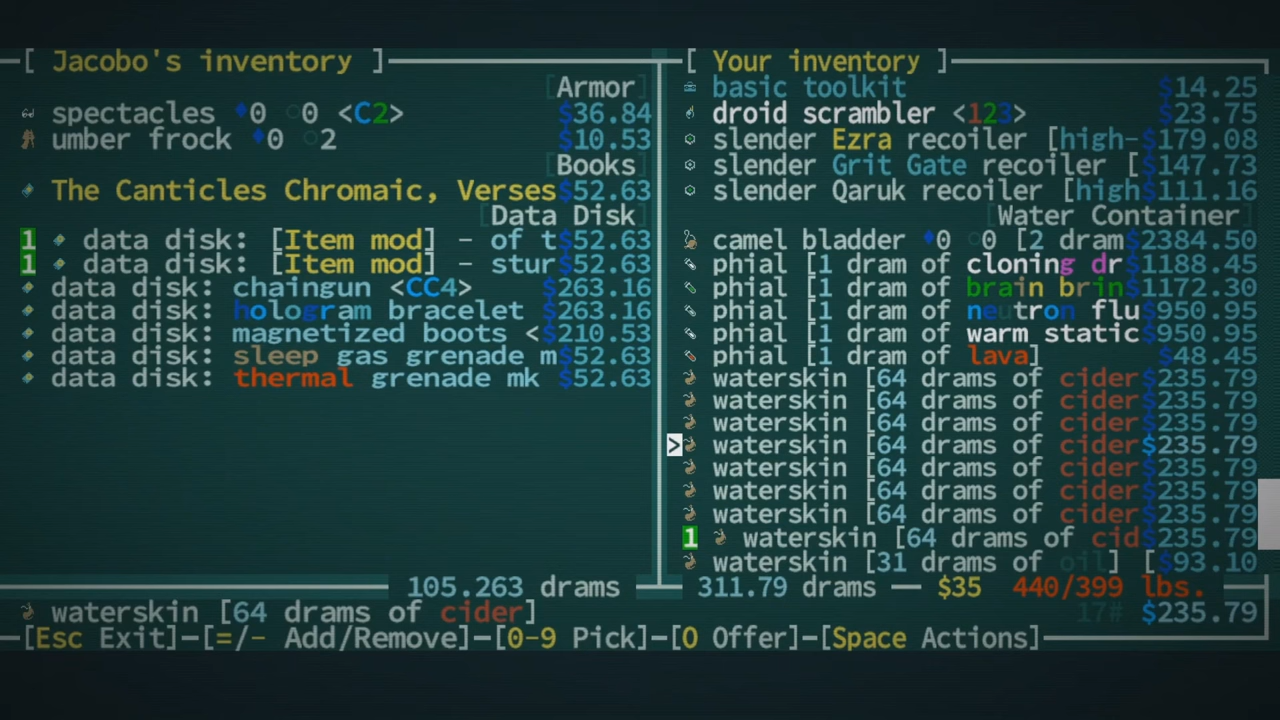 [ Jacobo's inventory ]
[Armor]
spectacles ♦0 ○0 <C2> $36.84
umber frock ♦0 ○2 $10.53
[Books]
The Canticles Chromaic, Verses $52.63
[Data Disk]
1 data disk: [Item mod] - of t $52.63
1 data disk: [Item mod] - stur $52.63
data disk: chaingun <CC4> $263.16
data disk: hologram bracelet $263.16
data disk: magnetized boots < $210.53
data disk: sleep gas grenade m $52.63
data disk: thermal grenade mk $52.63
105.263 drams
[ Your inventory ]
basic toolkit $14.25
droid scrambler <123> $23.75
slender Ezra recoiler [high- $179.08
slender Grit Gate recoiler [ $147.73
slender Qaruk recoiler [high $111.16
[Water Container]
camel bladder ♦0 ○0 [2 dram $2384.50
phial [1 dram of cloning dr $1188.45
phial [1 dram of brain brin $1172.30
phial [1 dram of neutron flu $950.95
phial [1 dram of warm static $950.95
phial [1 dram of lava] $48.45
waterskin [64 drams of cider $235.79
waterskin [64 drams of cider $235.79
waterskin [64 drams of cider $235.79
> waterskin [64 drams of cider $235.79
waterskin [64 drams of cider $235.79
waterskin [64 drams of cider $235.79
waterskin [64 drams of cider $235.79
1 waterskin [64 drams of cid $235.79
waterskin [31 drams of oil] [ $93.10
311.79 drams — $35 440/399 lbs.
waterskin [64 drams of cider] 17# $235.79
[Esc Exit]-[=/- Add/Remove]-[0-9 Pick]-[O Offer]-[Space Actions]